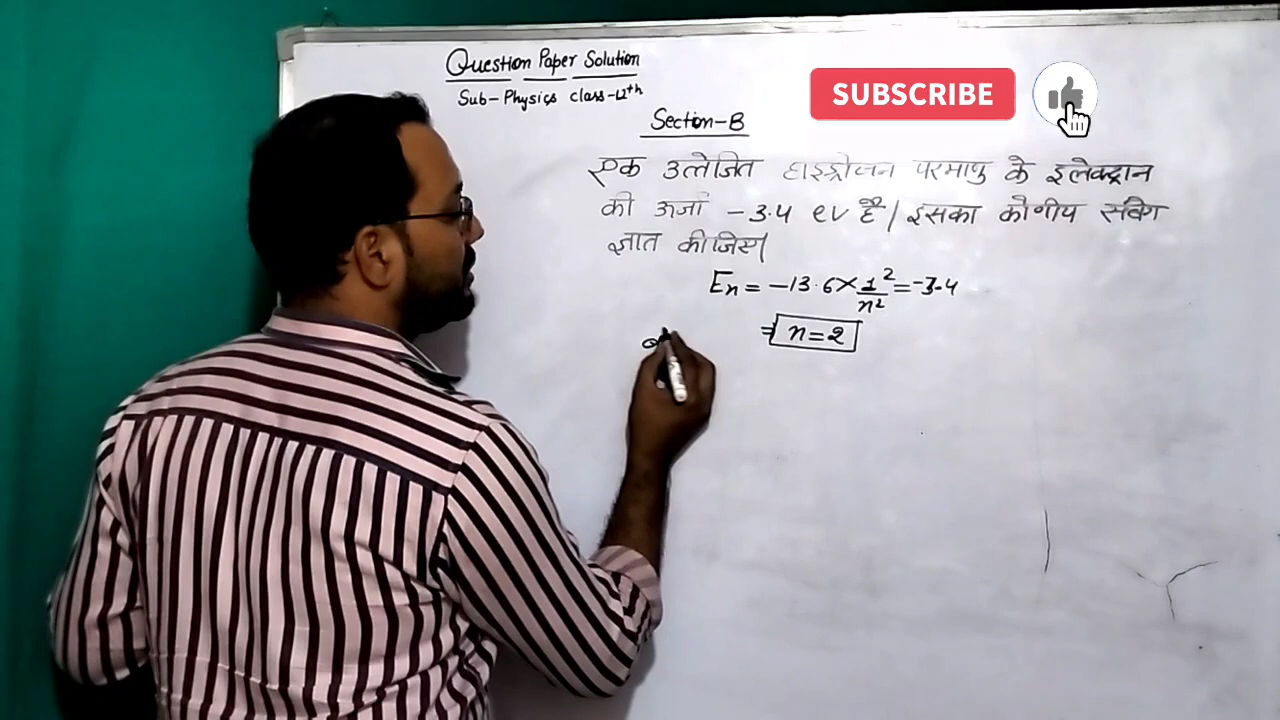 Question Paper Solution
Sub-Physics class-12th
SUBSCRIBE
Section-B
एक उत्तेजित हाइड्रोजन परमाणु के इलेक्ट्रान
की ऊर्जा -3.4 eV है/ इसका कोणीय संवेग
ज्ञात कीजिए/
En = -13.6 × 1²/n² = -3.4
⇒ n=2